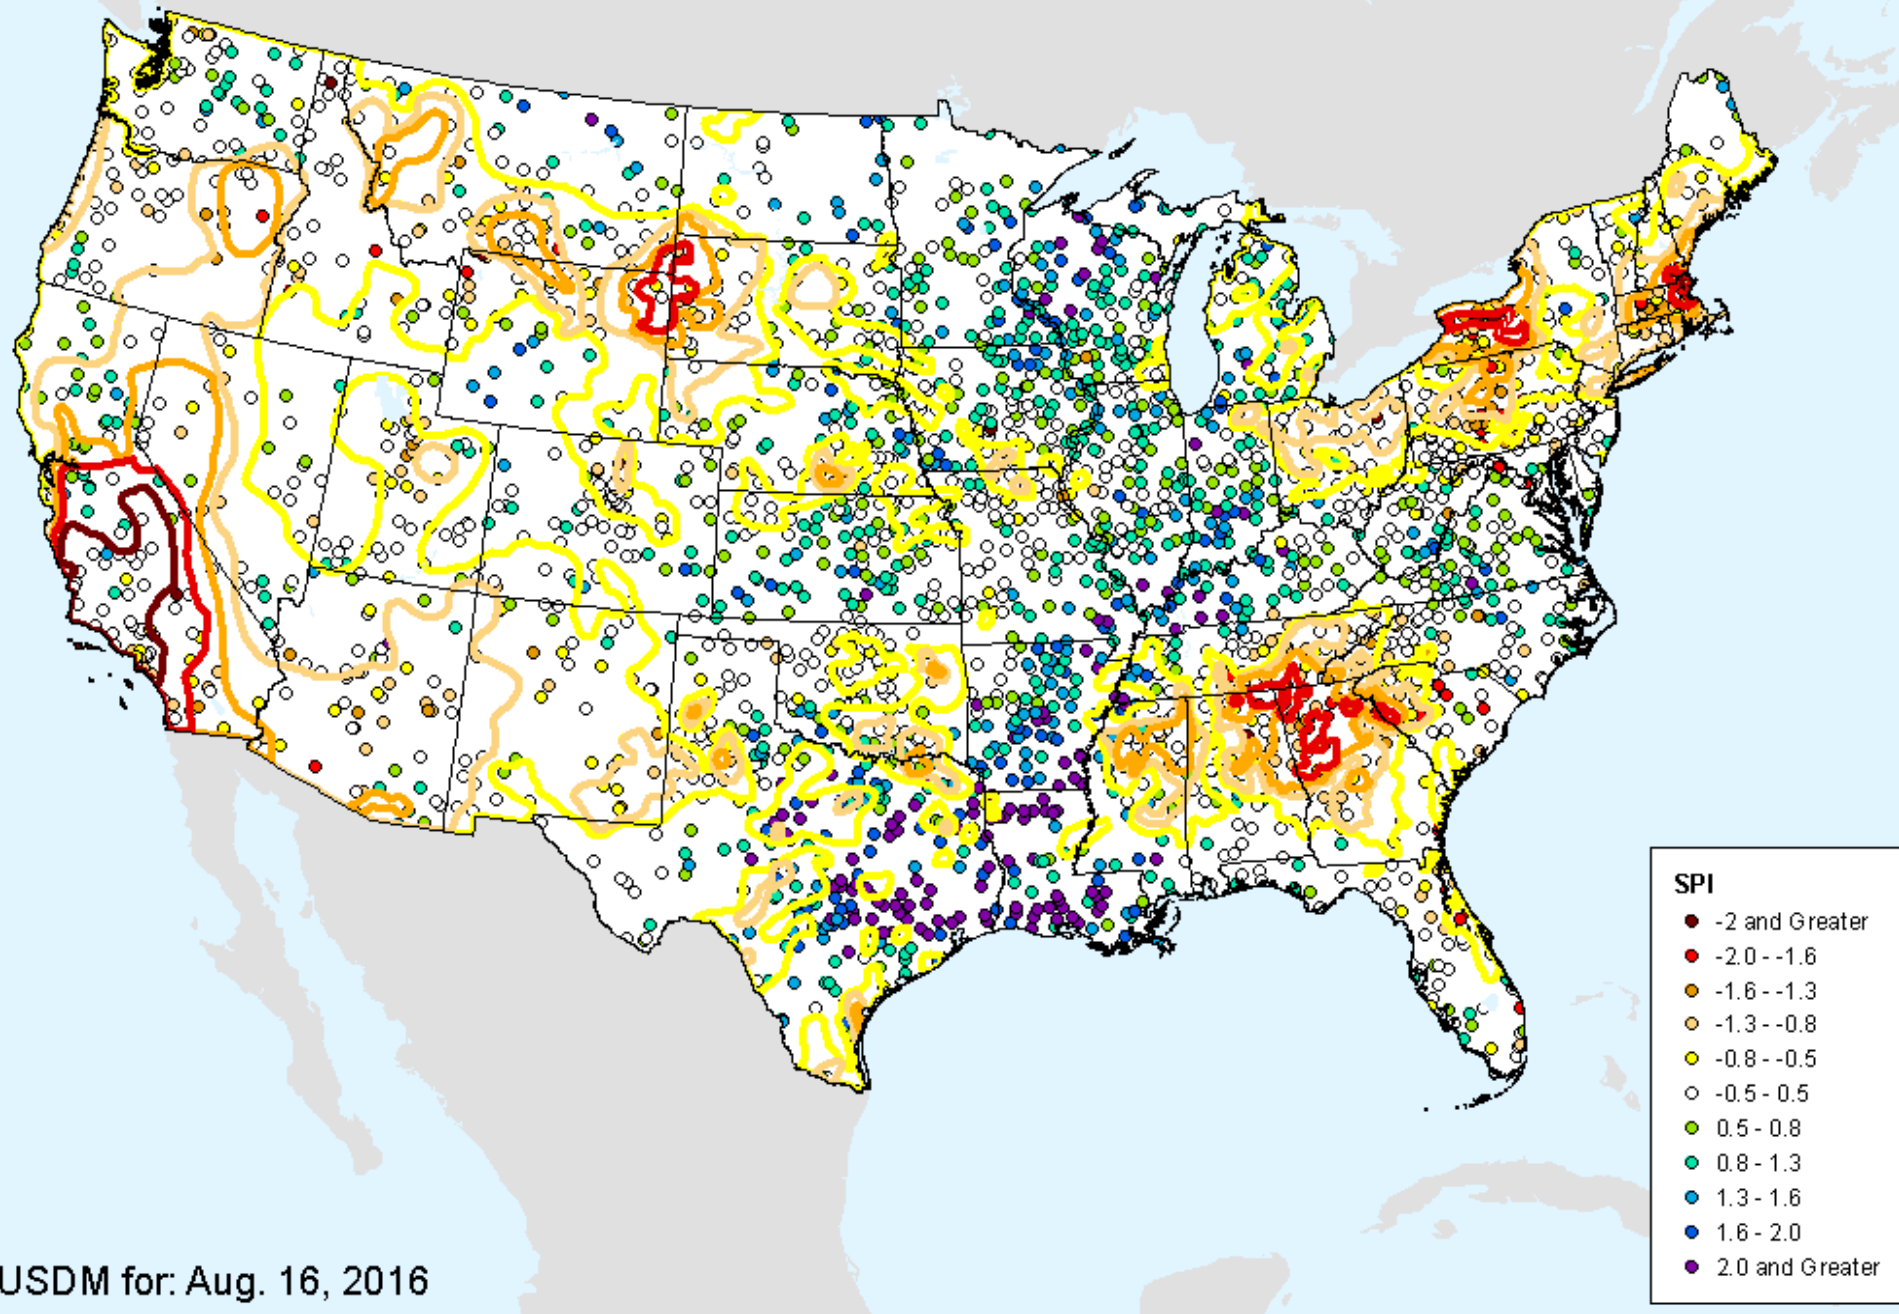 SPI
-2 and Greater
-2.0 - -1.6
-1.6 - -1.3
-1.3 - -0.8
-0.8 - -0.5
-0.5 - 0.5
0.5 - 0.8
0.8 - 1.3
1.3 - 1.6
1.6 - 2.0
2.0 and Greater
USDM for: Aug. 16, 2016